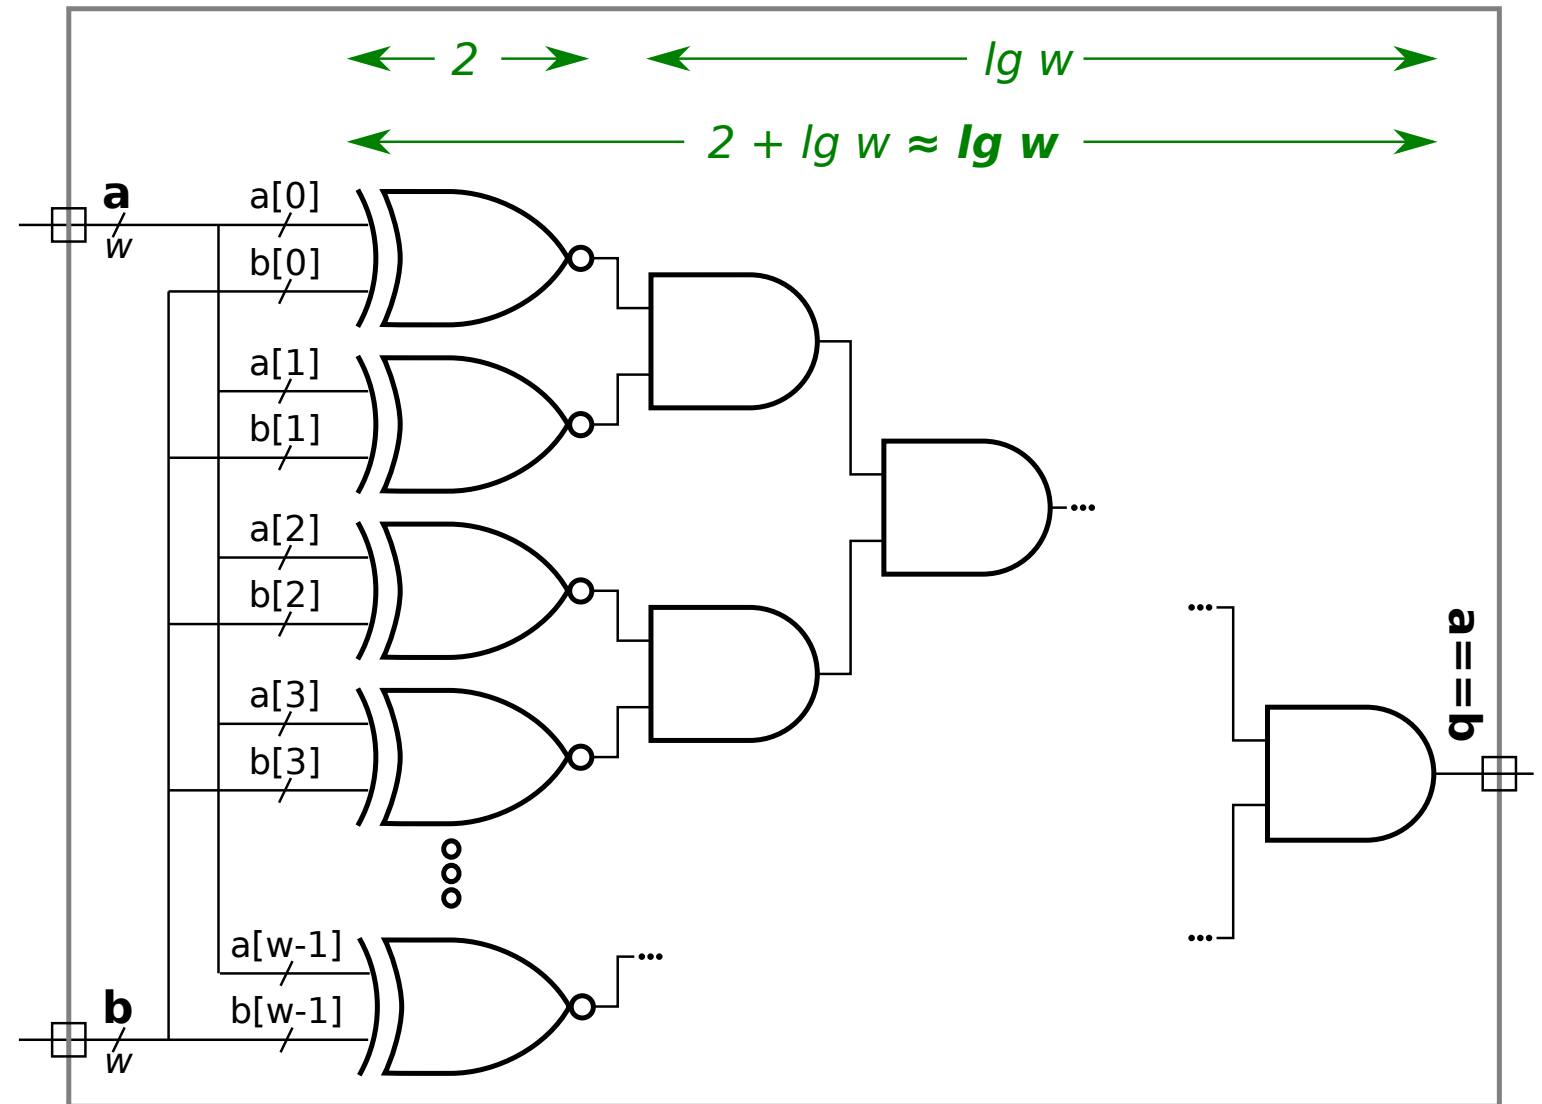 2
lg w
2 + lg w ≈ lg w
a
w
a[0]
b[0]
a[1]
b[1]
a[2]
b[2]
a[3]
b[3]
a[w-1]
b[w-1]
b
w
a==b